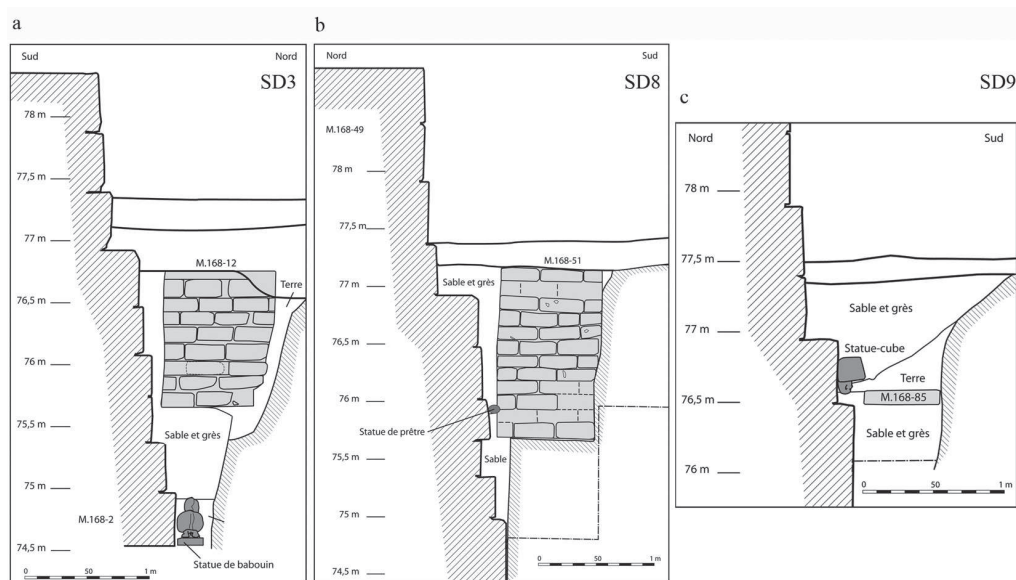 a
Sud
Nord
SD3
78 m
77,5 m
77 m
M.168-12
Terre
76,5 m
76 m
75,5 m
Sable et grès
75 m
M.168-2
74,5 m
Statue de babouin
0
50
1 m
b
Nord
Sud
SD8
M.168-49
78 m
77,5 m
M.168-51
Sable et grès
77 m
76,5 m
76 m
Statue de prêtre
Sable
75,5 m
75 m
74,5 m
0
50
1 m
c
SD9
Nord
Sud
78 m
77,5 m
Sable et grès
77 m
Statue-cube
Terre
M.168-85
76,5 m
Sable et grès
76 m
0
50
1 m